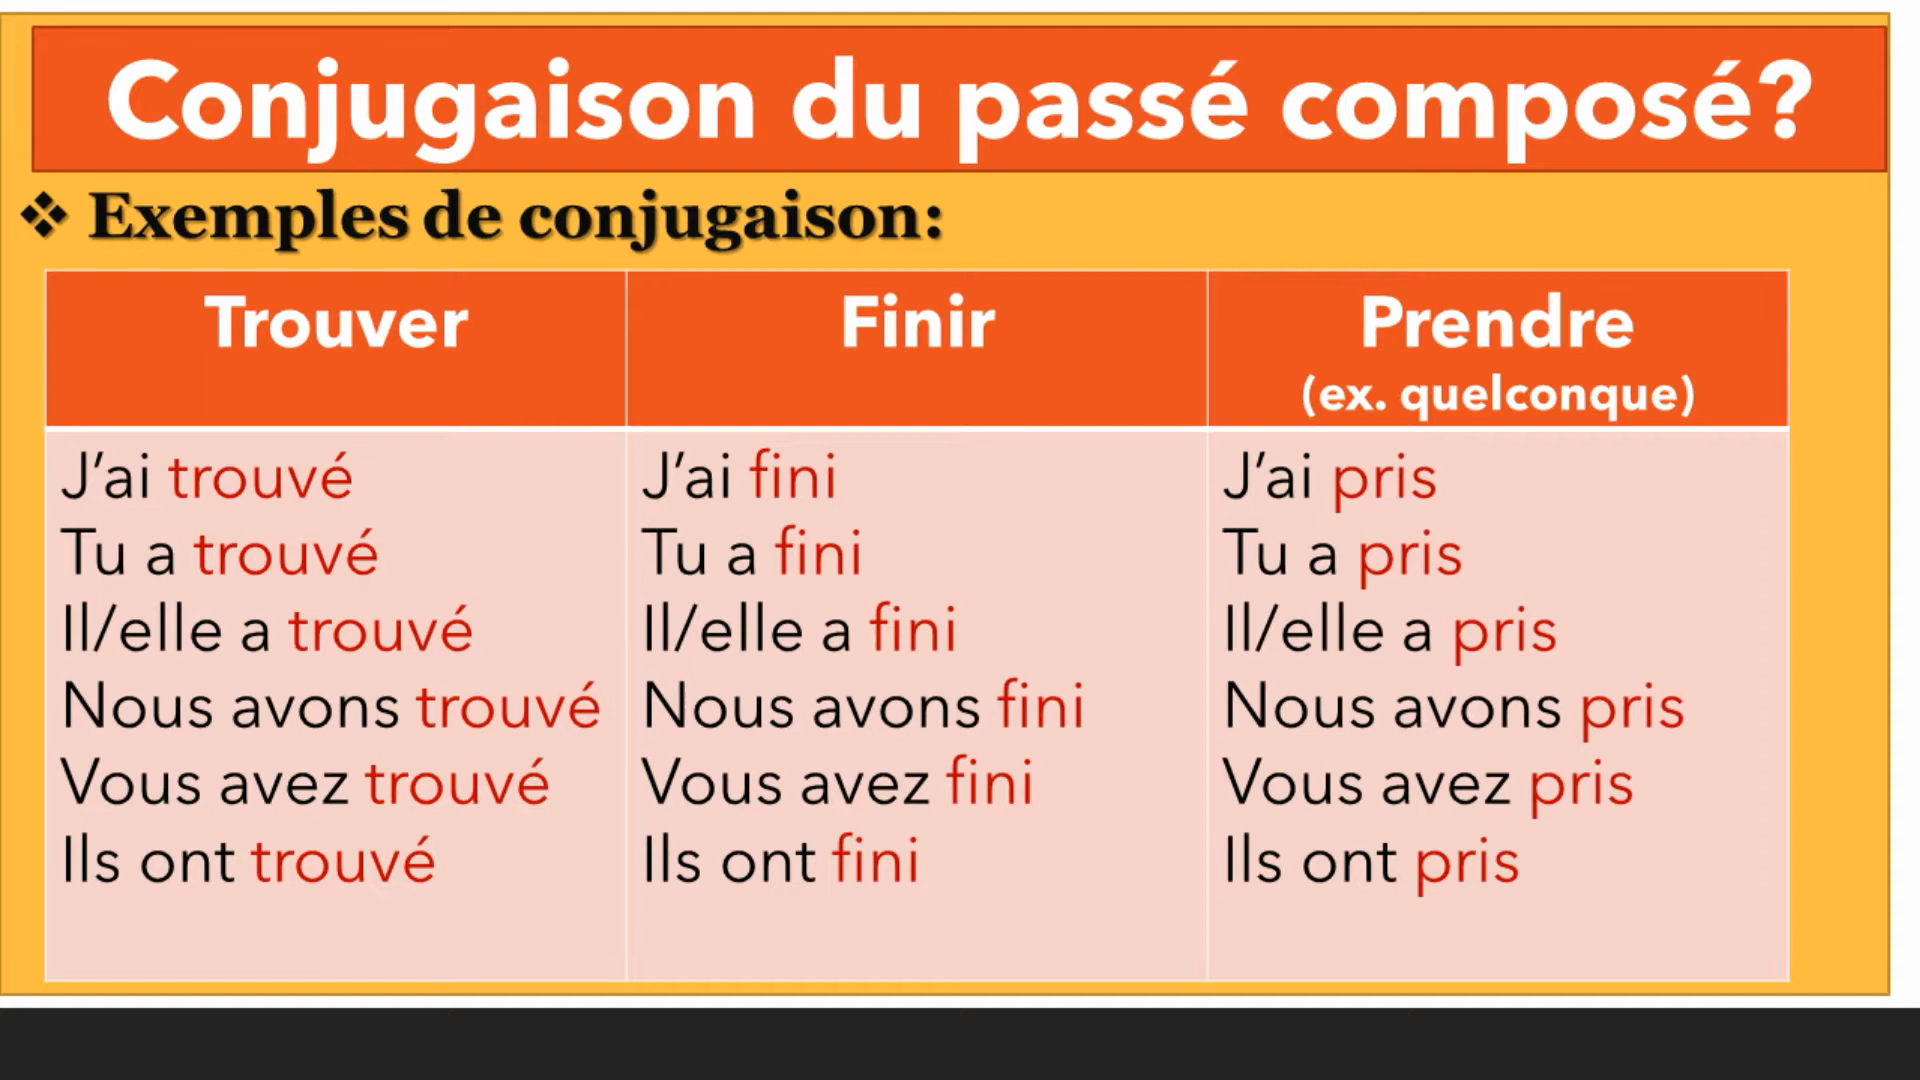 Conjugaison du passé composé?
❖ Exemples de conjugaison:
Trouver
Finir
Prendre
(ex. quelconque)
J’ai trouvé
Tu a trouvé
Il/elle a trouvé
Nous avons trouvé
Vous avez trouvé
Ils ont trouvé
J’ai fini
Tu a fini
Il/elle a fini
Nous avons fini
Vous avez fini
Ils ont fini
J’ai pris
Tu a pris
Il/elle a pris
Nous avons pris
Vous avez pris
Ils ont pris